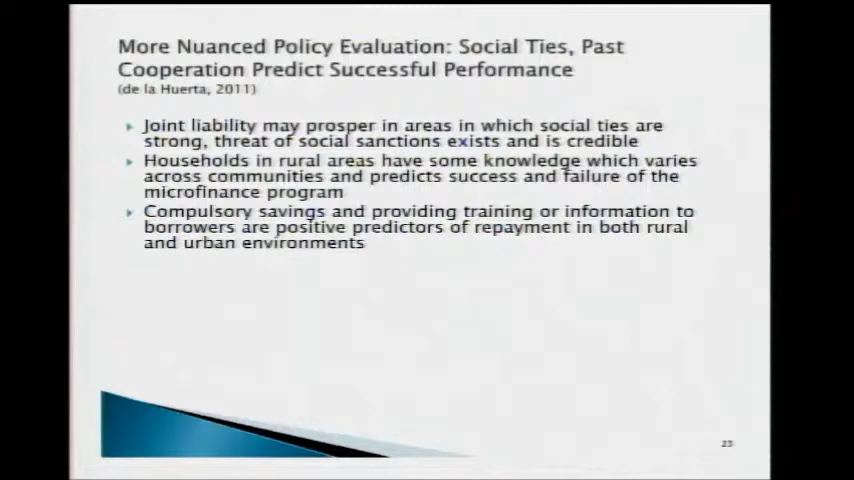 More Nuanced Policy Evaluation: Social Ties, Past
Cooperation Predict Successful Performance
(de la Huerta, 2011)
Joint liability may prosper in areas in which social ties are
strong, threat of social sanctions exists and is credible
Households in rural areas have some knowledge which varies
across communities and predicts success and failure of the
microfinance program
Compulsory savings and providing training or information to
borrowers are positive predictors of repayment in both rural
and urban environments
23